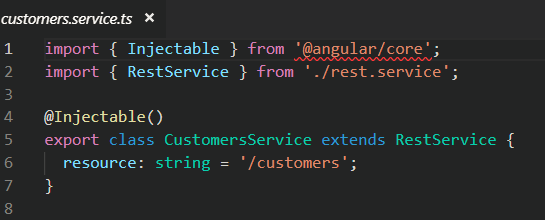 customers.service.ts ×
1 import { Injectable } from '@angular/core';
2 import { RestService } from './rest.service';
3
4 @Injectable()
5 export class CustomersService extends RestService {
6   resource: string = '/customers';
7 }
8